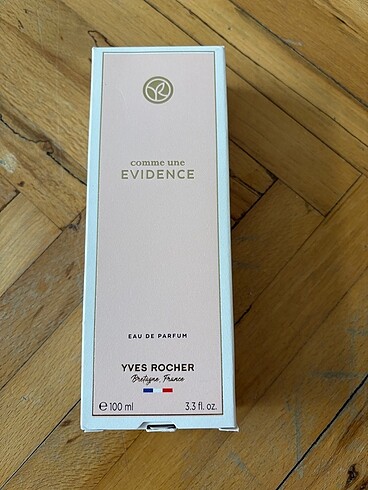 comme une
EVIDENCE
EAU DE PARFUM
YVES ROCHER
Bretagne, France
℮ 100 ml 3.3 fl. oz.